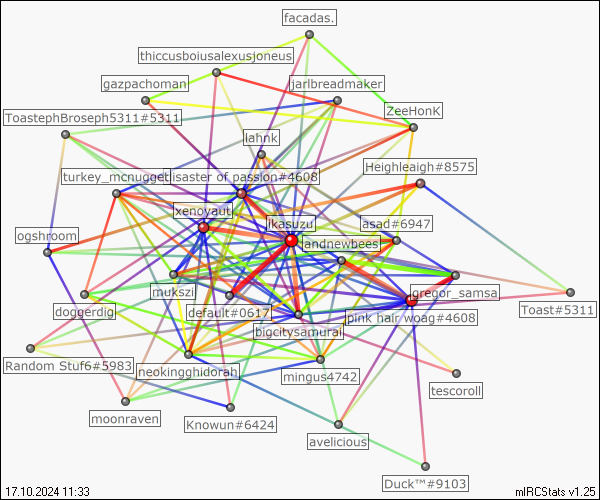 facadas.
thiccusboiusalexusjoneus
gazpachoman
jarlbreadmaker
ToastephBroseph5311#5311
ZeeHonK
lahnk
Heighleaigh#8575
turkey_mcnugget
isaster of passion#4608
xenoyaut
ikasuzu
asad#6947
ogshroom
andnewbees
mukszi
gregor_samsa
doggerdig
default#0617
pink hair woag#4608
Toast#5311
bigcitysamurai
Random Stuf6#5983
neokingghidorah
mingus4742
tescoroll
moonraven
Knowun#6424
avelicious
Duck™#9103
17.10.2024 11:33
mIRCStats v1.25